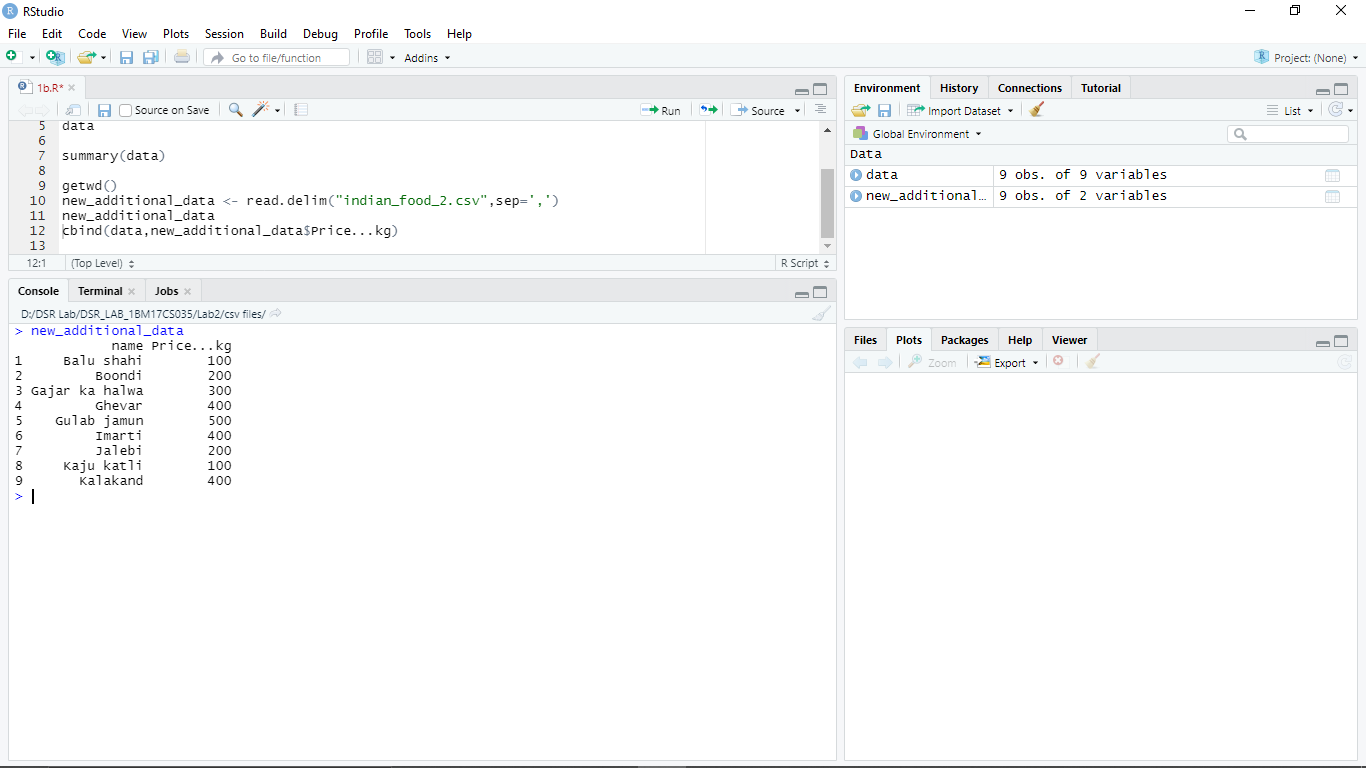 RStudio
File Edit Code View Plots Session Build Debug Profile Tools Help
Go to file/function Addins Project: (None)
1b.R*
Source on Save Run Source
5 data
6
7 summary(data)
8
9 getwd()
10 new_additional_data <- read.delim("indian_food_2.csv",sep=',')
11 new_additional_data
12 cbind(data,new_additional_data$Price...kg)
13
12:1 (Top Level) R Script
Console Terminal Jobs
D:/DSR Lab/DSR_LAB_1BM17CS035/Lab2/csv files/
> new_additional_data
name Price...kg
1 Balu shahi 100
2 Boondi 200
3 Gajar ka halwa 300
4 Ghevar 400
5 Gulab jamun 500
6 Imarti 400
7 Jalebi 200
8 Kaju katli 100
9 Kalakand 400
>
Environment History Connections Tutorial
Import Dataset List
Global Environment
Data
data 9 obs. of 9 variables
new_additional… 9 obs. of 2 variables
Files Plots Packages Help Viewer
Zoom Export